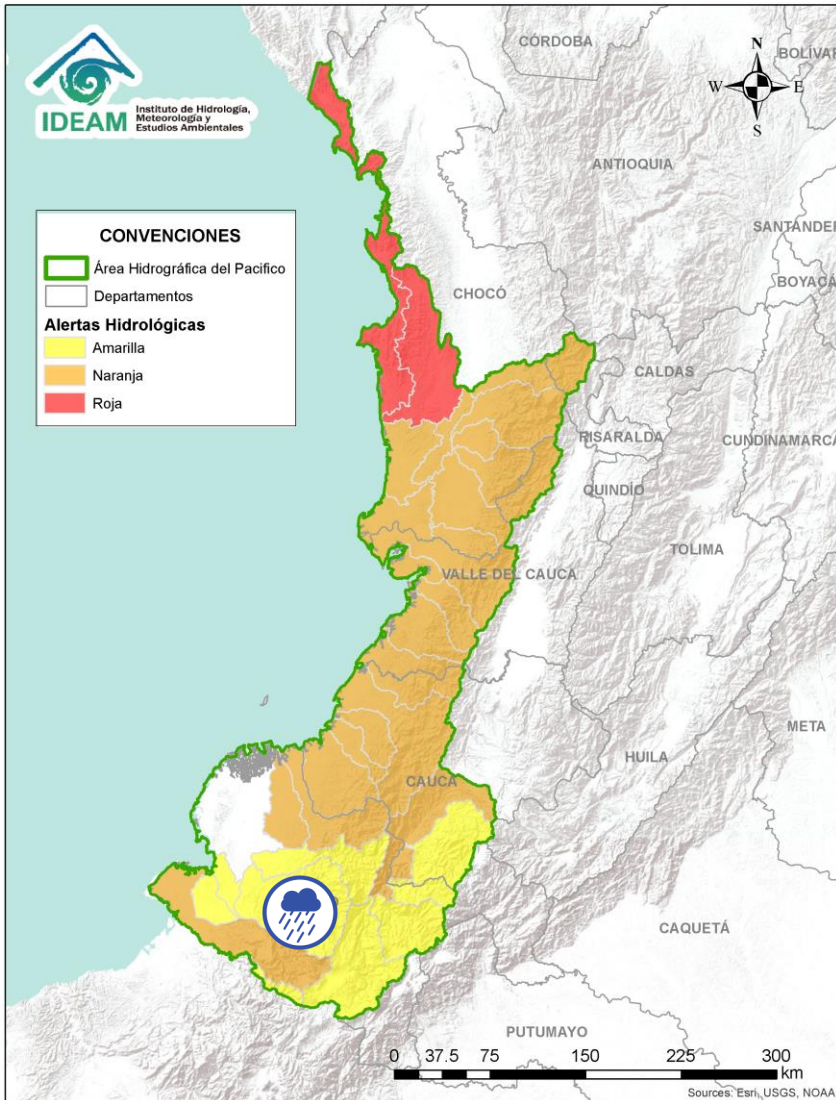 IDEAM
Instituto de Hidrología,
Meteorología y
Estudios Ambientales
CÓRDOBA
BOLÍVAR
N
W
E
S
ANTIOQUIA
SANTANDER
BOYACÁ
CONVENCIONES
Área Hidrográfica del Pacifico
Departamentos
Alertas Hidrológicas
Amarilla
Naranja
Roja
CHOCÓ
CALDAS
RISARALDA
CUNDINAMARCA
QUINDÍO
TOLIMA
VALLE DEL CAUCA
META
HUILA
CAUCA
CAQUETÁ
PUTUMAYO
0 37.5 75 150 225 300
km
Sources: Esri, USGS, NOAA